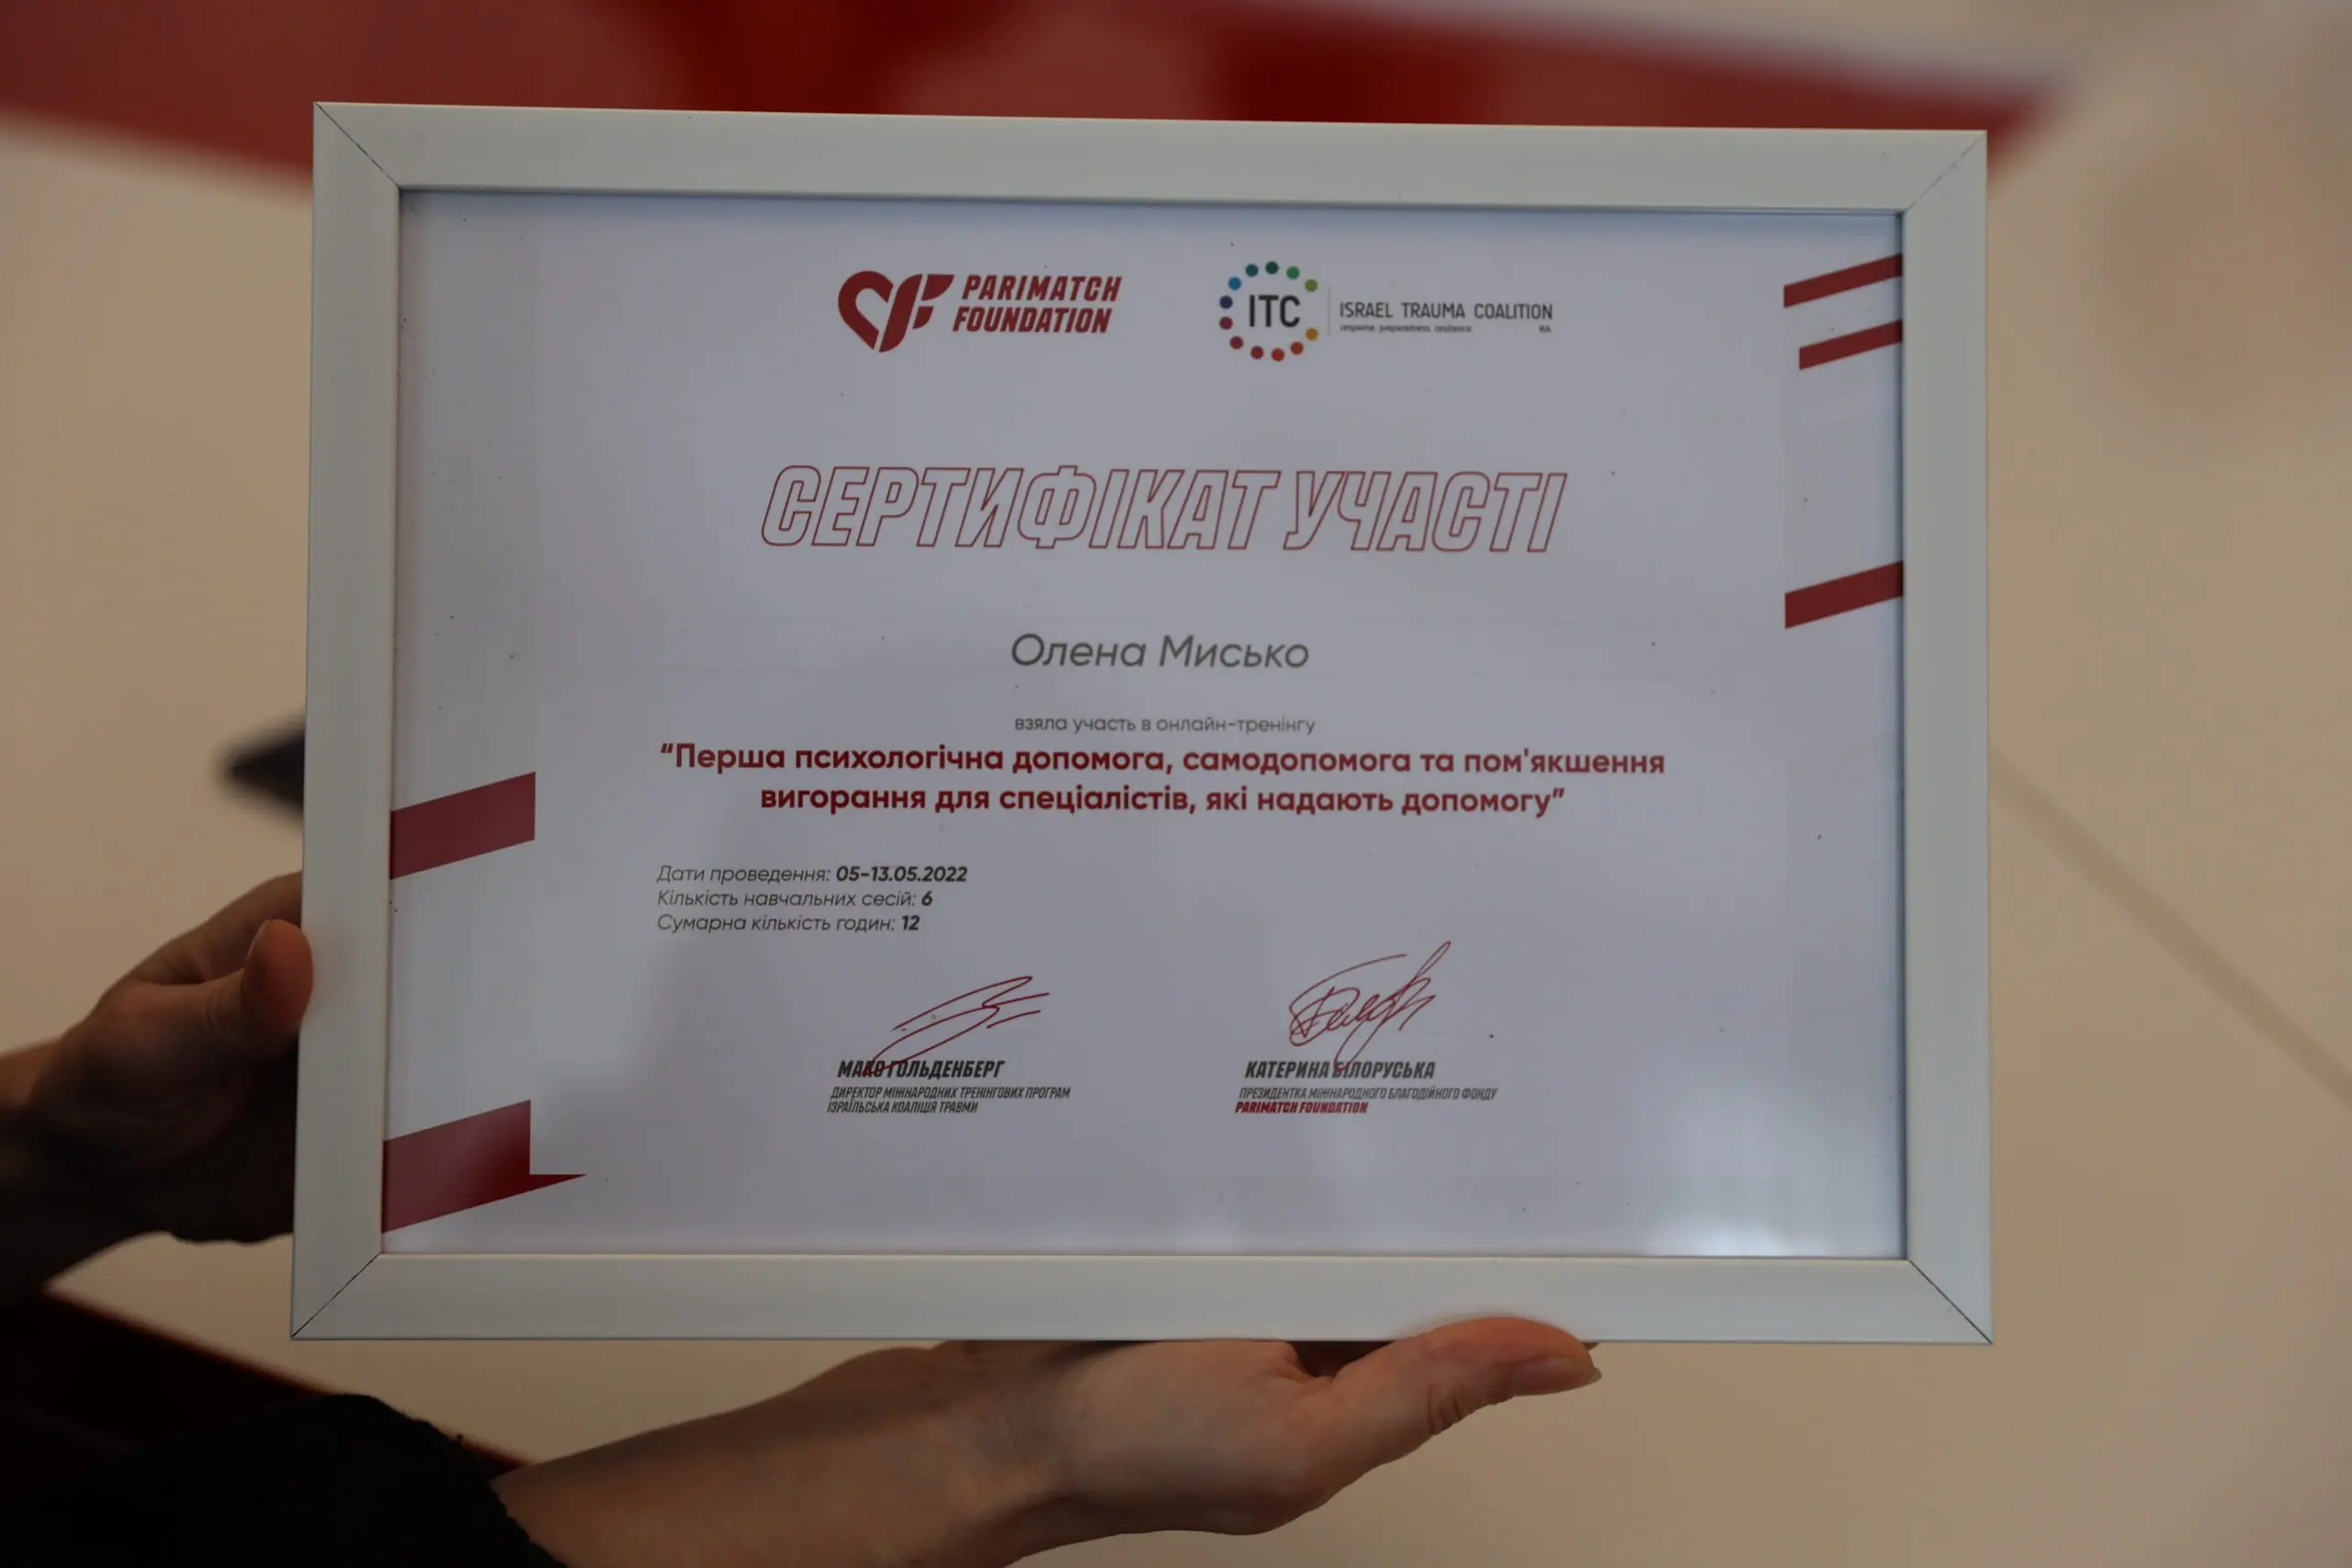 PARIMATCH
FOUNDATION
ITC
ISRAEL TRAUMA COALITION
response preparedness resilience
СЕРТИФІКАТ УЧАСТІ
Олена Мисько
взяла участь в онлайн-тренінгу
“Перша психологічна допомога, самодопомога та пом'якшення
вигорання для спеціалістів, які надають допомогу”
Дати проведення: 05-13.05.2022
Кількість навчальних сесій: 6
Сумарна кількість годин: 12
ГОЛЬДЕНБЕРГ
ДИРЕКТОР МІЖНАРОДНИХ ТРЕНІНГОВИХ ПРОГРАМ
ІЗРАЇЛЬСЬКА КОАЛІЦІЯ ТРАВМИ
КАТЕРИНА БІЛОРУСЬКА
ПРЕЗИДЕНТКА МІЖНАРОДНОГО БЛАГОДІЙНОГО ФОНДУ
PARIMATCH FOUNDATION